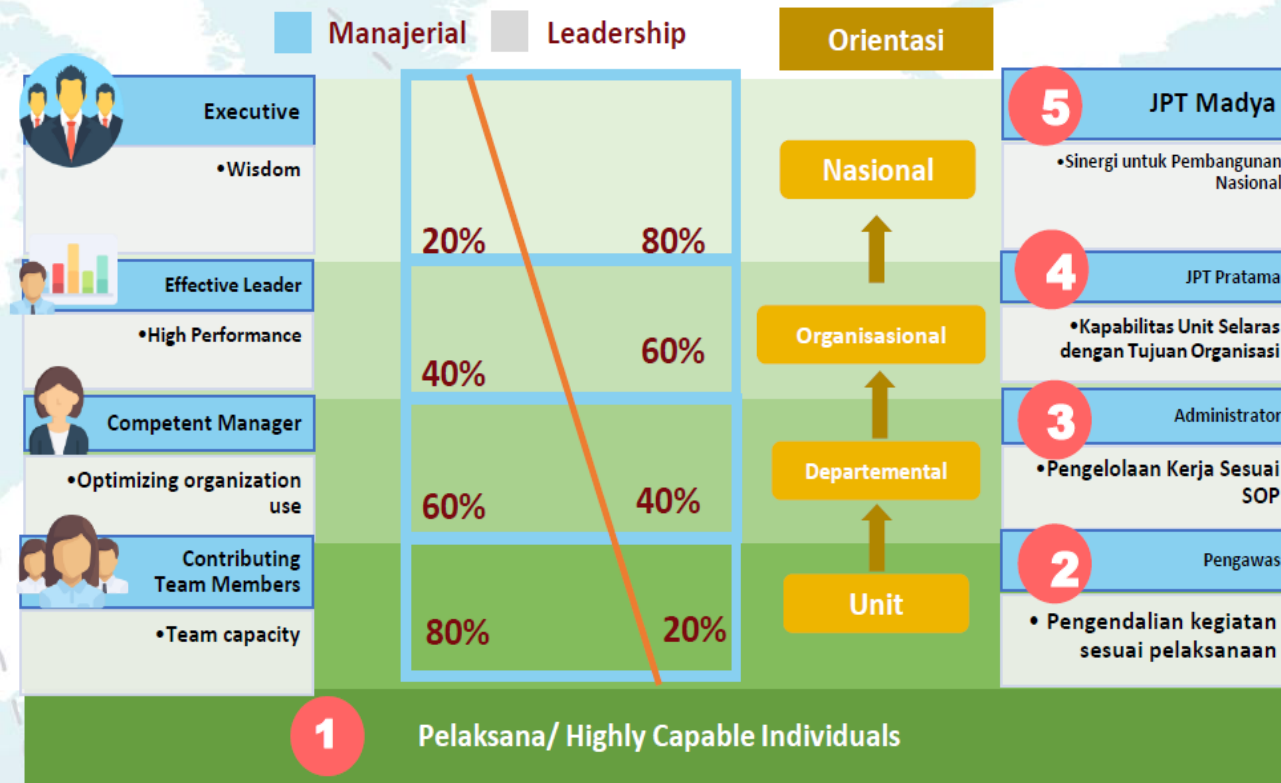 Manajerial
Leadership
Orientasi
Executive
•Wisdom
20%
80%
Nasional
5
JPT Madya
•Sinergi untuk Pembangunan
Nasional
Effective Leader
•High Performance
40%
60%
Organisasional
4
JPT Pratama
•Kapabilitas Unit Selaras
dengan Tujuan Organisasi
Competent Manager
•Optimizing organization
use
60%
40%
Departemental
3
Administrator
•Pengelolaan Kerja Sesuai
SOP
Contributing
Team Members
•Team capacity
80%
20%
Unit
2
Pengawas
• Pengendalian kegiatan
sesuai pelaksanaan
1
Pelaksana/ Highly Capable Individuals